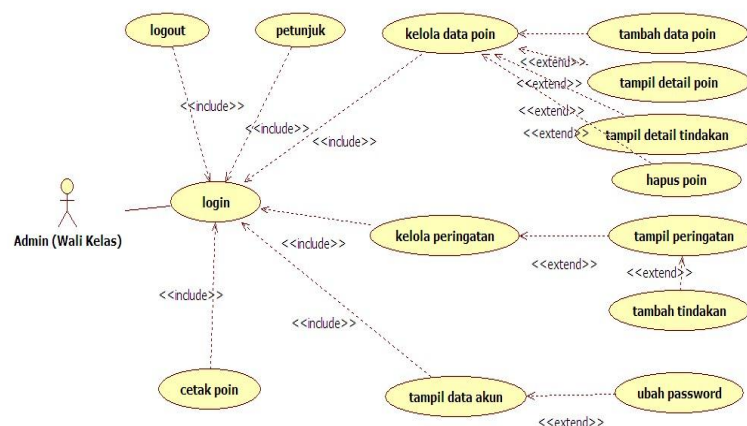 logout
petunjuk
kelola data poin
tambah data poin
<<extend>>
tampil detail poin
<<extend>>
<<include>>
<<extend>>
<<include>>
<<extend>>
tampil detail tindakan
<<include>>
hapus poin
login
Admin (Wali Kelas)
kelola peringatan
tampil peringatan
<<include>>
<<extend>>
<<extend>>
<<include>>
tambah tindakan
<<include>>
cetak poin
tampil data akun
ubah password
<<extend>>